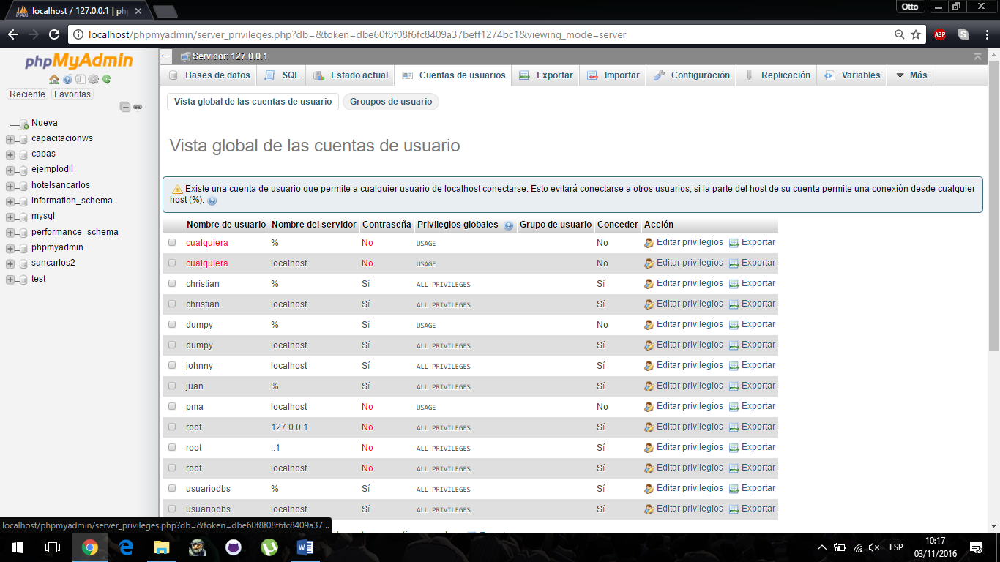 localhost / 127.0.0.1 | ph
Otto
localhost/phpmyadmin/server_privileges.php?db=&token=dbe60f8f08f6fc8409a37beff1274bc1&viewing_mode=server
ABP
phpMyAdmin
Reciente Favoritas
Nueva
capacitacionws
capas
ejemplodll
hotelsancarlos
information_schema
mysql
performance_schema
phpmyadmin
sancarlos2
test
Servidor: 127.0.0.1
Bases de datos SQL Estado actual Cuentas de usuarios Exportar Importar Configuración Replicación Variables Más
Vista global de las cuentas de usuario Groupos de usuario
Vista global de las cuentas de usuario
Existe una cuenta de usuario que permite a cualquier usuario de localhost conectarse. Esto evitará conectarse a otros usuarios, si la parte del host de su cuenta permite una conexión desde cualquier
host (%).
Nombre de usuario Nombre del servidor Contraseña Privilegios globales Grupo de usuario Conceder Acción
cualquiera % No USAGE No Editar privilegios Exportar
cualquiera localhost No USAGE No Editar privilegios Exportar
christian % Sí ALL PRIVILEGES Sí Editar privilegios Exportar
christian localhost Sí ALL PRIVILEGES Sí Editar privilegios Exportar
dumpy % Sí USAGE No Editar privilegios Exportar
dumpy localhost Sí ALL PRIVILEGES Sí Editar privilegios Exportar
johnny localhost Sí ALL PRIVILEGES Sí Editar privilegios Exportar
juan % Sí ALL PRIVILEGES Sí Editar privilegios Exportar
pma localhost No USAGE No Editar privilegios Exportar
root 127.0.0.1 No ALL PRIVILEGES Sí Editar privilegios Exportar
root ::1 No ALL PRIVILEGES Sí Editar privilegios Exportar
root localhost No ALL PRIVILEGES Sí Editar privilegios Exportar
usuariodbs % Sí ALL PRIVILEGES Sí Editar privilegios Exportar
usuariodbs localhost Sí ALL PRIVILEGES Sí Editar privilegios Exportar
localhost/phpmyadmin/server_privileges.php?db=&token=dbe60f8f08f6fc8409a37...
ESP
10:17
03/11/2016